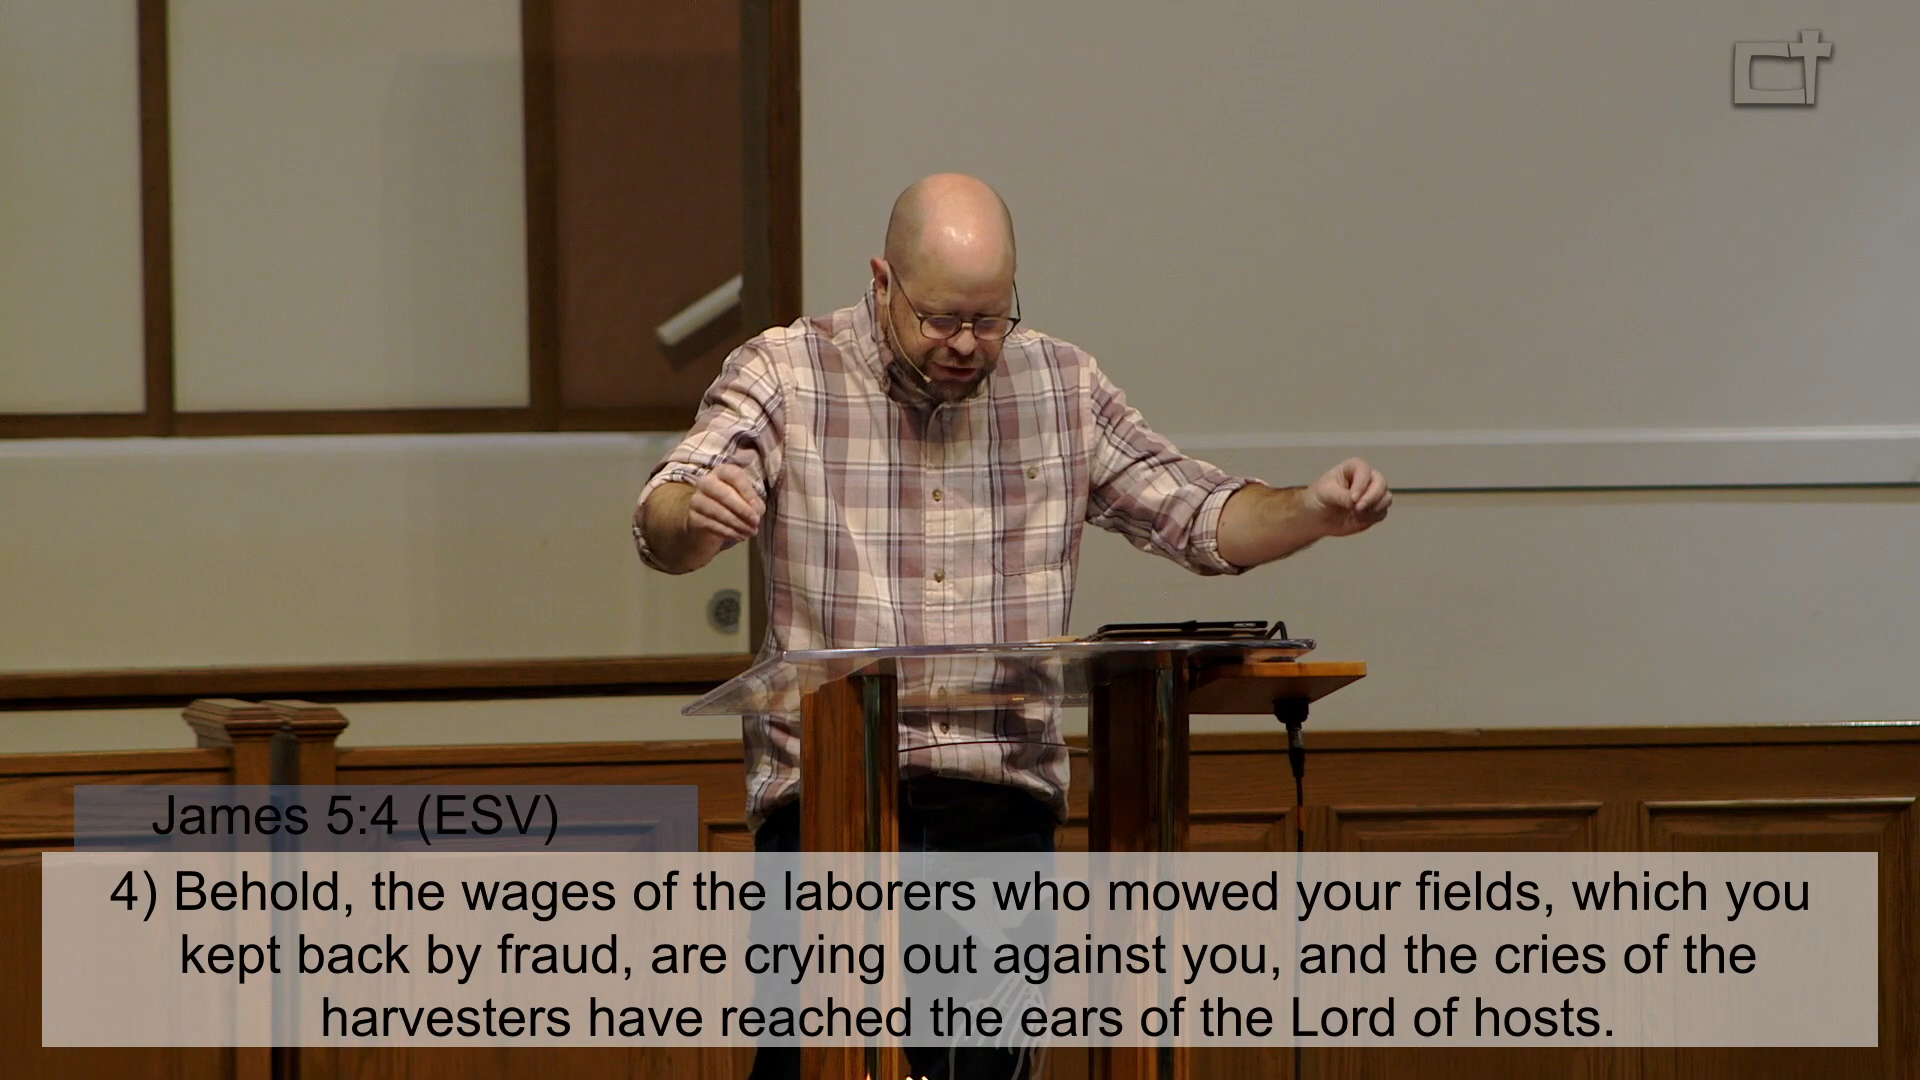 James 5:4 (ESV)
4) Behold, the wages of the laborers who mowed your fields, which you
kept back by fraud, are crying out against you, and the cries of the
harvesters have reached the ears of the Lord of hosts.